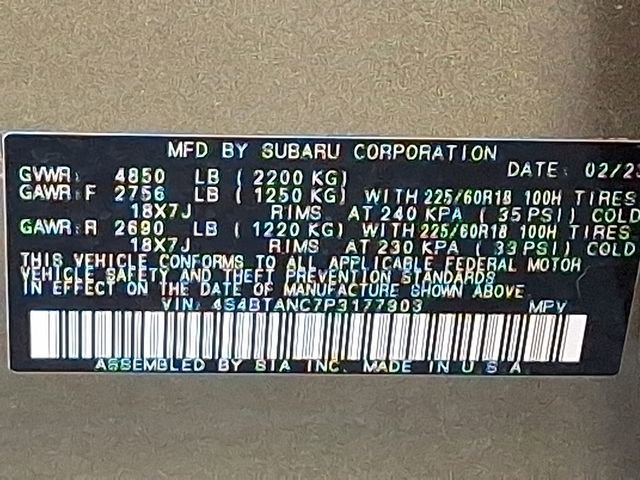 MFD BY SUBARU CORPORATION DATE: 02/23
GVWR: 4850 LB ( 2200 KG)
GAWR: F 2756 LB ( 1250 KG) WITH 225/60R18 100H TIRES
18X7J RIMS AT 240 KPA ( 35 PSI) COLD
GAWR: R 2690 LB ( 1220 KG) WITH 225/60R18 100H TIRES
18X7J RIMS AT 230 KPA ( 33 PSI) COLD
THIS VEHICLE CONFORMS TO ALL APPLICABLE FEDERAL MOTOR
VEHICLE SAFETY AND THEFT PREVENTION STANDARDS
IN EFFECT ON THE DATE OF MANUFACTURE SHOWN ABOVE
VIN: 4S4BTANC7P3177903 MPV
ASSEMBLED BY SIA INC. MADE IN U.S.A.